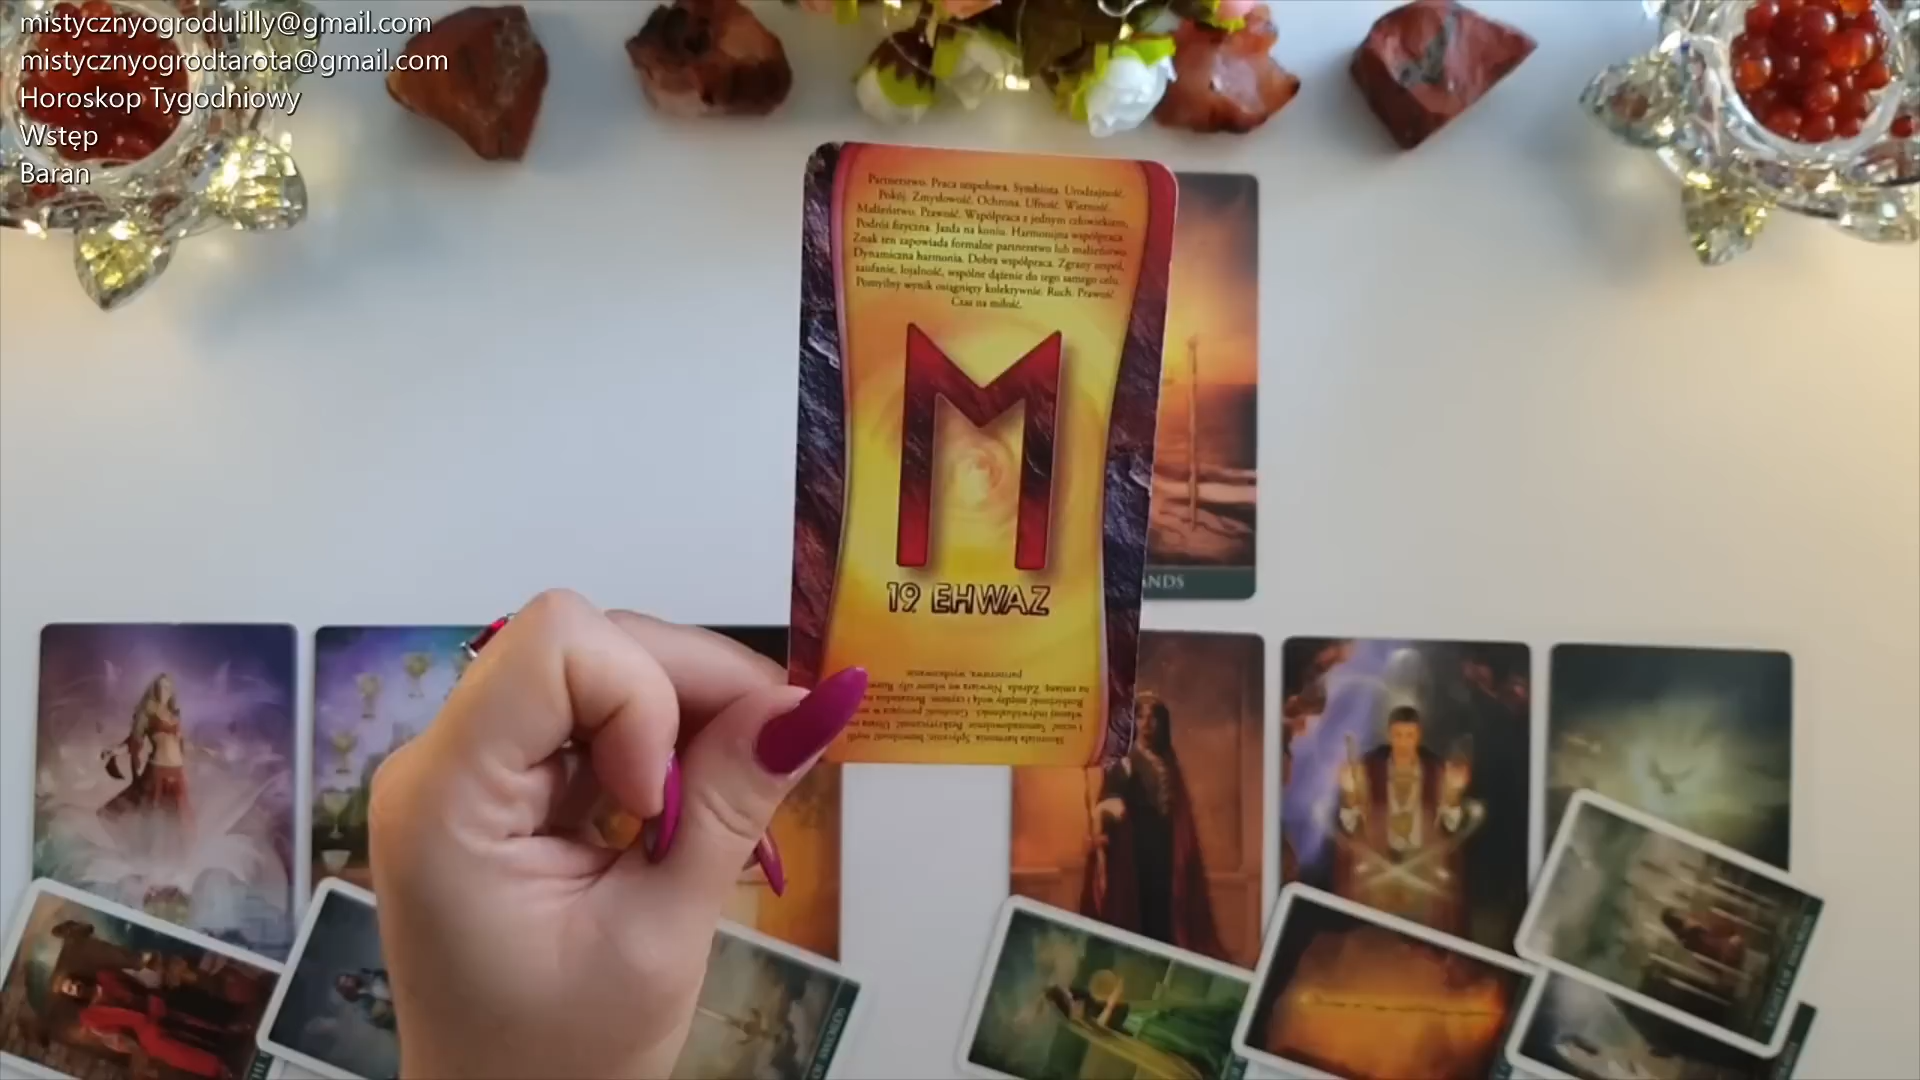 mistycznyogrodulilly@gmail.com
mistycznyogrodtarota@gmail.com
Horoskop Tygodniowy
Wstęp
Baran
Partnerstwo. Praca zespołowa. Symbioza. Urodzajność.
Pokój. Zmysłowość. Ochrona. Ufność. Wierność.
Małżeństwo. Prawość. Współpraca z jednym człowiekiem.
Podróż fizyczna. Jazda na koniu. Harmonijna współpraca.
Znak ten zapowiada formalne partnerstwo lub małżeństwo.
Dynamiczna harmonia. Dobra współpraca. Zgrany zespół,
zaufanie, lojalność, wspólne dążenie do tego samego celu.
Pomyślny wynik osiągnięty kolektywnie. Ruch. Prawość.
Czas na miłość.
ANDS
19 EHWAZ